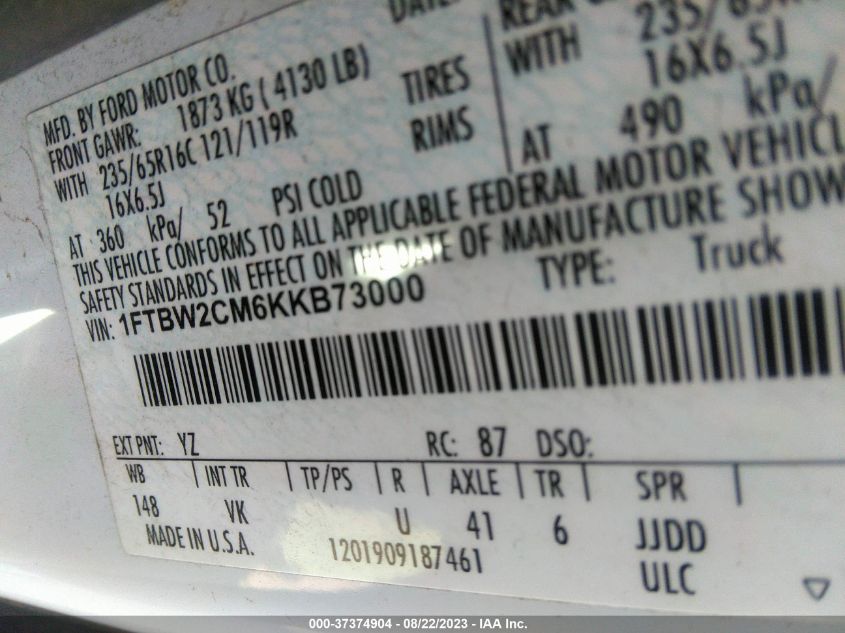 DATE:
MFD. BY FORD MOTOR CO.
FRONT GAWR: 1873 KG ( 4130 LB)
REAR
WITH 235/65R16C 121/119R TIRES
WITH 235/65R
16X6.5J RIMS
16X6.5J
AT 360 kPa/ 52 PSI COLD
AT 490 kPa/
THIS VEHICLE CONFORMS TO ALL APPLICABLE FEDERAL MOTOR VEHICL
SAFETY STANDARDS IN EFFECT ON THE DATE OF MANUFACTURE SHOW
VIN: 1FTBW2CM6KKB73000
TYPE: Truck
EXT PNT: YZ RC: 87 DSO:
WB | INT TR | TP/PS | R | AXLE | TR | SPR |
148 VK U 41 6 JJDD
MADE IN U.S.A. 1201909187461 ULC
000-37374904 - 08/22/2023 - IAA Inc.